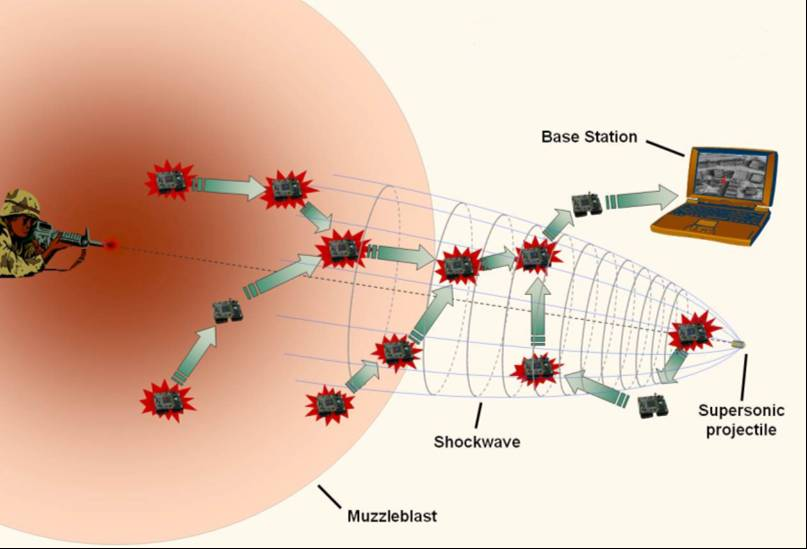 Base Station
Supersonic
projectile
Shockwave
Muzzleblast